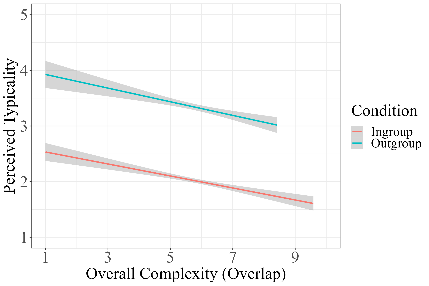 5
4
3
2
1
Perceived Typicality
1 3 5 7 9
Overall Complexity (Overlap)
Condition
Ingroup
Outgroup